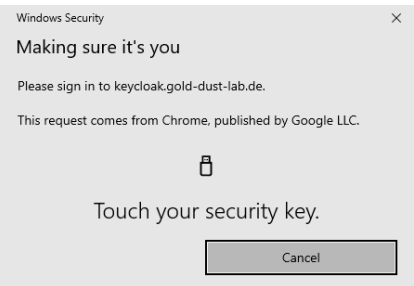 Windows Security
Making sure it's you
Please sign in to keycloak.gold-dust-lab.de.
This request comes from Chrome, published by Google LLC.
Touch your security key.
Cancel